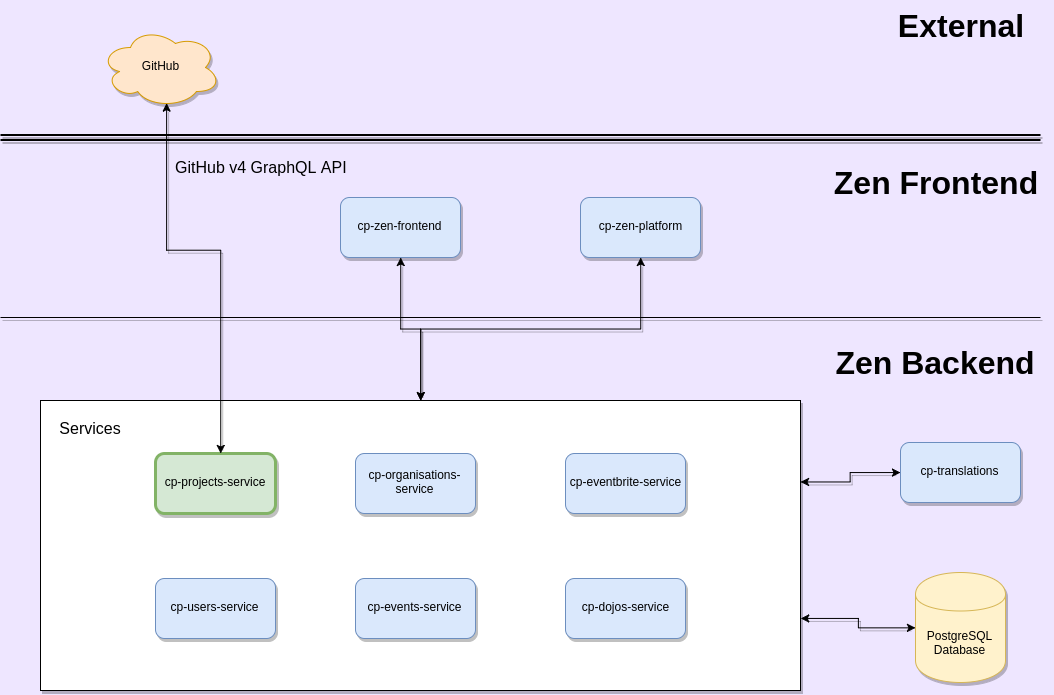 External
GitHub
GitHub v4 GraphQL API
Zen Frontend
cp-zen-frontend
cp-zen-platform
Zen Backend
Services
cp-projects-service
cp-organisations-
service
cp-eventbrite-service
cp-translations
cp-users-service
cp-events-service
cp-dojos-service
PostgreSQL
Database